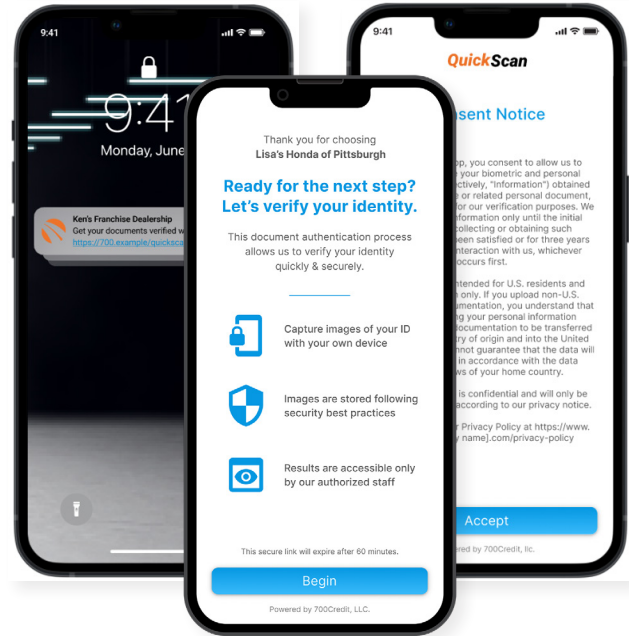 9:41
9:41
Monday, June
Ken's Franchise Dealership
Get your documents verified w
https://700.example/quicksca
Thank you for choosing
Lisa's Honda of Pittsburgh
Ready for the next step?
Let's verify your identity.
This document authentication process
allows us to verify your identity
quickly & securely.
Capture images of your ID
with your own device
Images are stored following
security best practices
Results are accessible only
by our authorized staff
This secure link will expire after 60 minutes.
Begin
Powered by 700Credit, LLC.
9:41
QuickScan
sent Notice
op, you consent to allow us to
your biometric and personal
ectively, "Information") obtained
or related personal document,
for our verification purposes. We
nformation only until the initial
collecting or obtaining such
been satisfied or for three years
interaction with us, whichever
occurs first.
ntended for U.S. residents and
only. If you upload non-U.S.
umentation, you understand that
ng your personal information
documentation to be transferred
ry of origin and into the United
nnot guarantee that the data will
in accordance with the data
ws of your home country.
is confidential and will only be
according to our privacy notice.
r Privacy Policy at https://www.
y name].com/privacy-policy
Accept
ered by 700Credit, llc.